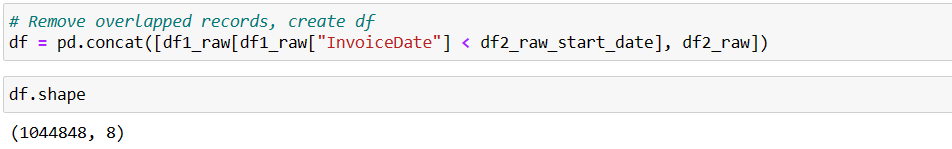 # Remove overlapped records, create df
df = pd.concat([df1_raw[df1_raw["InvoiceDate"] < df2_raw_start_date], df2_raw])
df.shape
(1044848, 8)